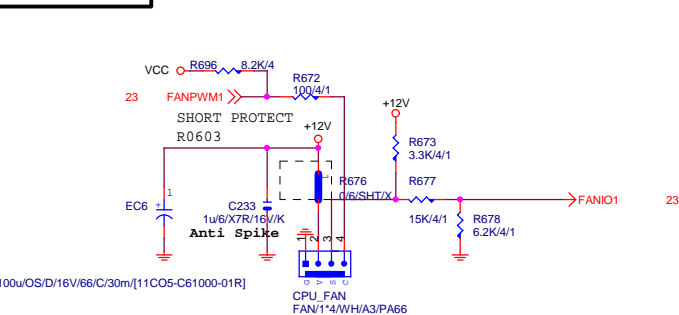 VCC
R696
8.2K/4
R672
100/4/1
23
FANPWM1
SHORT PROTECT
R0603
+12V
+12V
R673
3.3K/4/1
R676
0/6/SHT/X
R677
15K/4/1
FANIO1
23
R678
6.2K/4/1
EC6
+
1
C233
1u/6/X7R/16V/K
Anti Spike
1
2
3
4
G
V
S
C
100u/OS/D/16V/66/C/30m/[11CO5-C61000-01R]
CPU_FAN
FAN/1*4/WH/A3/PA66